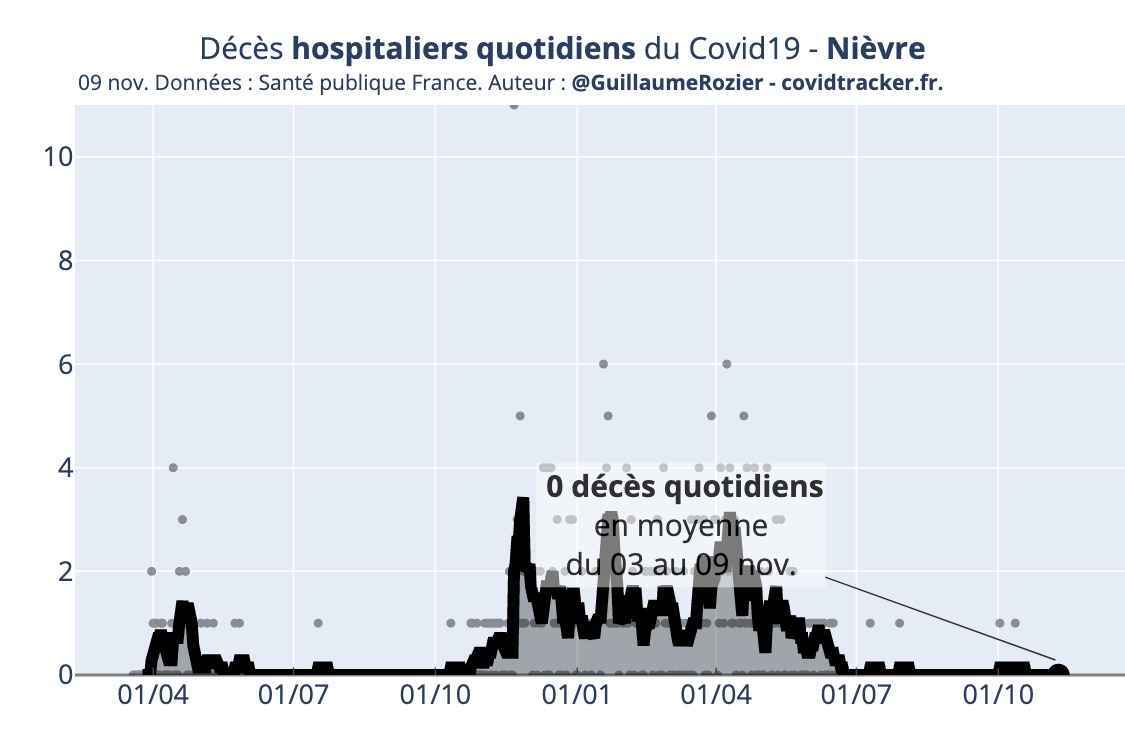 Décès hospitaliers quotidiens du Covid19 - Nièvre
09 nov. Données : Santé publique France. Auteur : @GuillaumeRozier - covidtracker.fr.
10
8
6
4
2
0
0 décès quotidiens
en moyenne
du 03 au 09 nov.
01/04 01/07 01/10 01/01 01/04 01/07 01/10